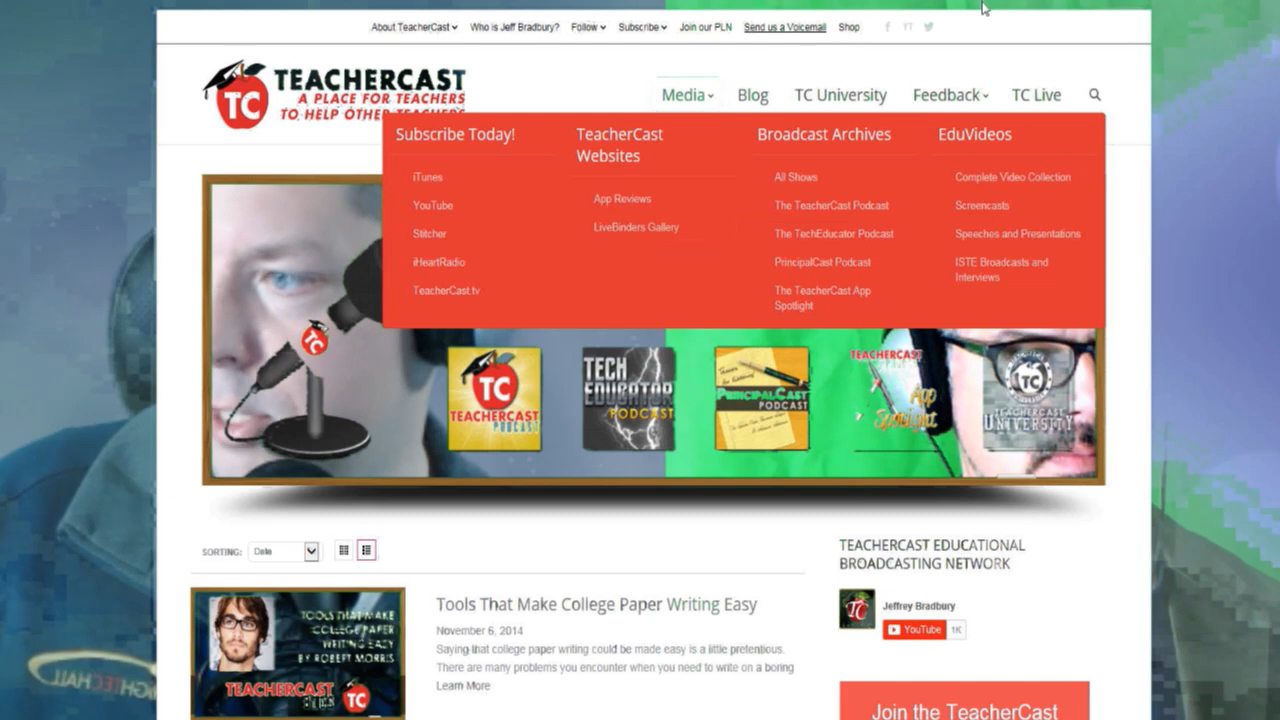 About TeacherCast
Who is Jeff Bradbury?
Follow
Subscribe
Join our PLN
Send us a Voicemail
Shop
TEACHERCAST
A PLACE FOR TEACHERS
TO HELP OTHER TEACHERS
TC
Media
Blog
TC University
Feedback
TC Live
Subscribe Today!
iTunes
YouTube
Stitcher
iHeartRadio
TeacherCast.tv
TeacherCast
Websites
App Reviews
LiveBinders Gallery
Broadcast Archives
All Shows
The TeacherCast Podcast
The TechEducator Podcast
PrincipalCast Podcast
The TeacherCast App
Spotlight
EduVideos
Complete Video Collection
Screencasts
Speeches and Presentations
ISTE Broadcasts and
Interviews
TC
TC
TEACHERCAST
PODCAST
TECH
EDUCATOR
PODCAST
PRINCIPALCAST
PODCAST
TEACHERCAST
App
Spotlight
TC
TEACHERCAST
UNIVERSITY
SORTING:
Date
TOOLS THAT MAKE
COLLEGE PAPER
WRITING EASY
BY ROBERT MORRIS
TEACHERCAST
TC
Tools That Make College Paper Writing Easy
November 6, 2014
Saying that college paper writing could be made easy is a little pretentious.
There are many problems you encounter when you need to write on a boring
Learn More
TEACHERCAST EDUCATIONAL
BROADCASTING NETWORK
TC
Jeffrey Bradbury
YouTube
1K
Join the TeacherCast